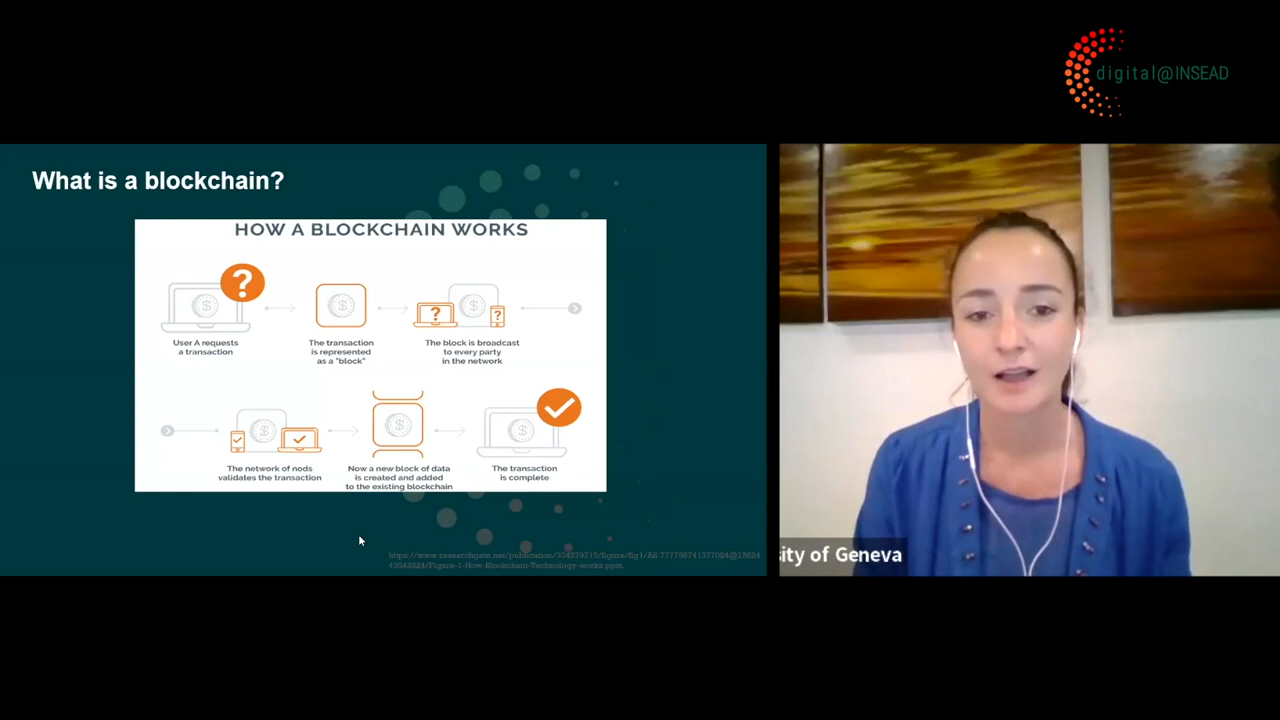 digital@INSEAD
What is a blockchain?
HOW A BLOCKCHAIN WORKS
?
User A requests
a transaction
The transaction
is represented
as a "block"
? ?
The block is broadcast
to every party
in the network
The network of nods
validates the transaction
Now a new block of data
is created and added
to the existing blockchain
The transaction
is complete
sity of Geneva